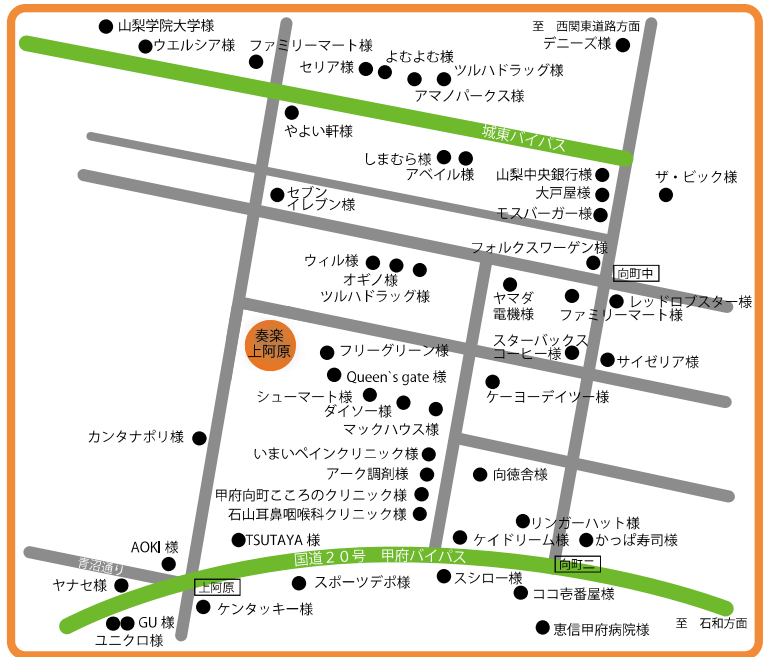 山梨学院大学様
至　西関東道路方面
ウエルシア様
ファミリーマート様
デニーズ様
よむよむ様
セリア様
ツルハドラッグ様
アマノパークス様
やよい軒様
城東バイパス
しまむら様
アベイル様
山梨中央銀行様
ザ・ビック様
大戸屋様
セブン
イレブン様
モスバーガー様
フォルクスワーゲン様
ウィル様
向町中
オギノ様
ツルハドラッグ様
ヤマダ
電機様
レッドロブスター様
ファミリーマート様
奏楽
上阿原
フリーグリーン様
スターバックス
コーヒー様
サイゼリア様
Queen`s gate 様
シューマート様
ケーヨーデイツー様
ダイソー様
マックハウス様
カンタナポリ様
いまいペインクリニック様
アーク調剤様
向徳舎様
甲府向町こころのクリニック様
石山耳鼻咽喉科クリニック様
リンガーハット様
TSUTAYA 様
ケイドリーム様
かっぱ寿司様
AOKI 様
国道２０号　甲府バイパス
青沼通り
向町二
ヤナセ様
上阿原
スポーツデポ様
スシロー様
ココ壱番屋様
ケンタッキー様
GU 様
ユニクロ様
恵信甲府病院様
至　石和方面